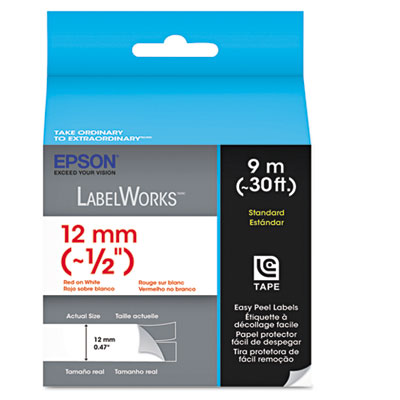 TAKE ORDINARY
TO EXTRAORDINARY
EPSON
EXCEED YOUR VISION
LABELWORKS
12 mm
(~1/2")
Red on White
Rojo sobre blanco
Rouge sur blanc
Vermelho no branco
Actual Size
Taille actuelle
12 mm
0.47"
Tamaño real
Tamanho real
9 m
(~30 ft.)
Standard
Estándar
LC
TAPE
Easy Peel Labels
Étiquette à
décollage facile
Papel protector
fácil de despegar
Tira protetora de
fácil remoção